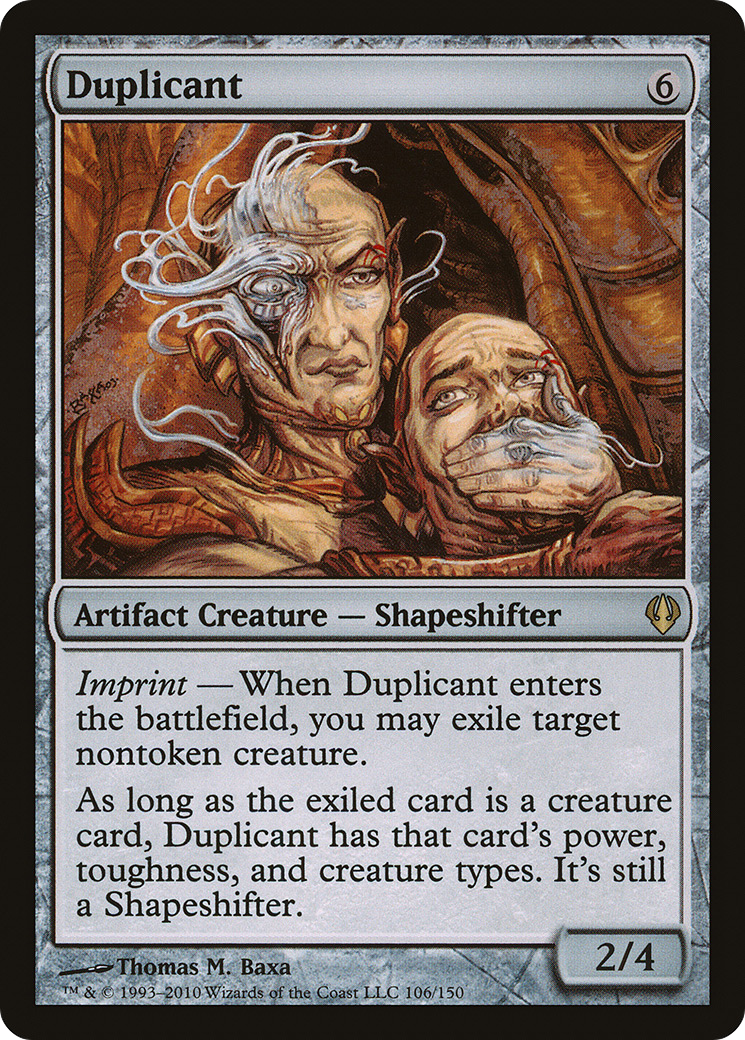 Duplicant 6
BAXA 03
Artifact Creature — Shapeshifter
Imprint — When Duplicant enters
the battlefield, you may exile target
nontoken creature.
As long as the exiled card is a creature
card, Duplicant has that card's power,
toughness, and creature types. It's still
a Shapeshifter.
2/4
Thomas M. Baxa
™ & © 1993–2010 Wizards of the Coast LLC 106/150